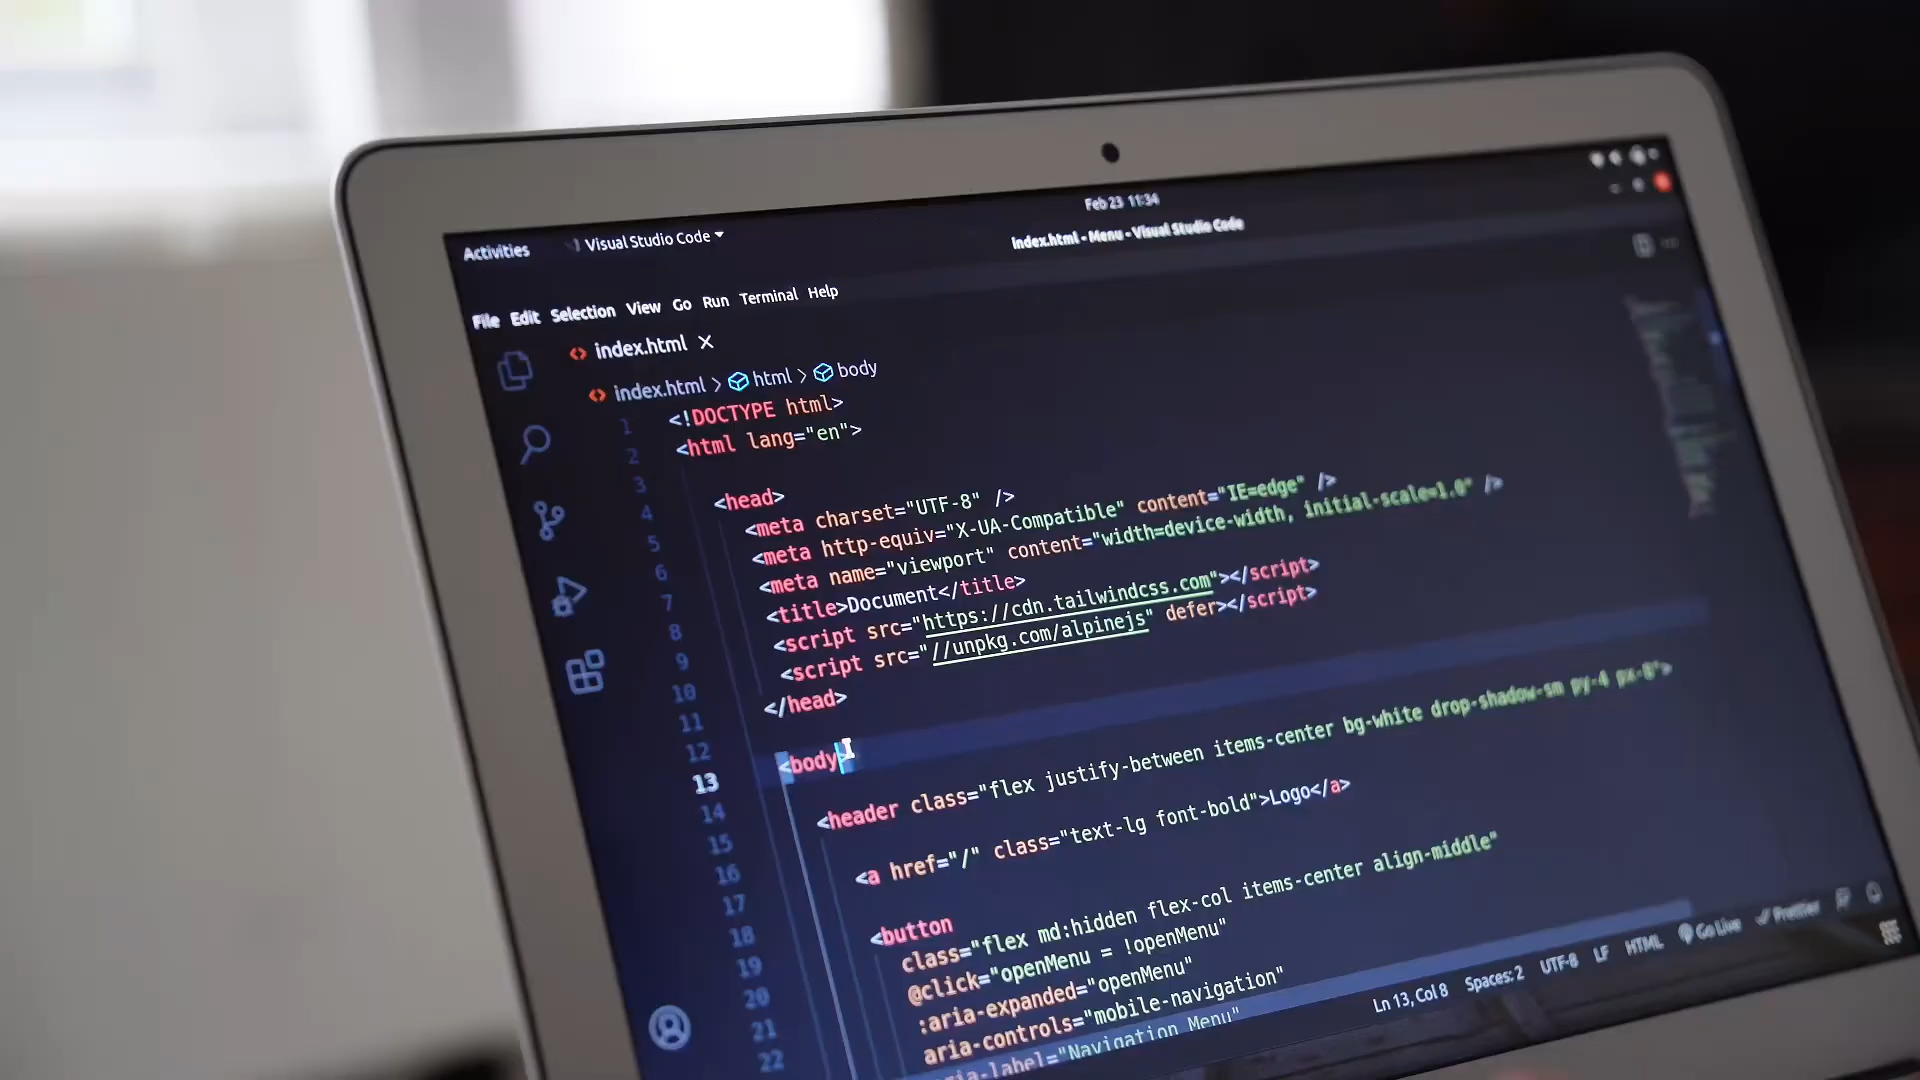 Feb 23 11:34
Activities
Visual Studio Code
index.html - Menu - Visual Studio Code
File Edit Selection View Go Run Terminal Help
index.html
index.html > html > body
1 <!DOCTYPE html>
2 <html lang="en">
3
4 <head>
5 <meta charset="UTF-8" />
6 <meta http-equiv="X-UA-Compatible" content="IE=edge" />
7 <meta name="viewport" content="width=device-width, initial-scale=1.0" />
8 <title>Document</title>
9 <script src="https://cdn.tailwindcss.com"></script>
10 <script src="//unpkg.com/alpinejs" defer></script>
11 </head>
12
13 <body>
14 <header class="flex justify-between items-center bg-white drop-shadow-sm py-4 px-8">
15
16 <a href="/" class="text-lg font-bold">Logo</a>
17
18 <button
19 class="flex md:hidden flex-col items-center align-middle"
20 @click="openMenu = !openMenu"
21 :aria-expanded="openMenu"
22 aria-controls="mobile-navigation"
aria-label="Navigation Menu"
Ln 13, Col 8 Spaces: 2 UTF-8 LF HTML Go Live Prettier